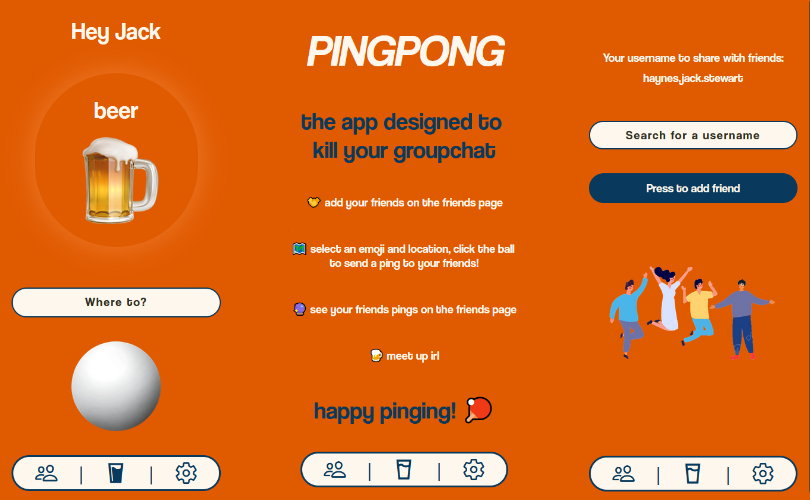 Hey Jack
beer
Where to?
PINGPONG
the app designed to
kill your groupchat
add your friends on the friends page
select an emoji and location, click the ball
to send a ping to your friends!
see your friends pings on the friends page
meet up irl
happy pinging!
Your username to share with friends:
haynes.jack.stewart
Search for a username
Press to add friend